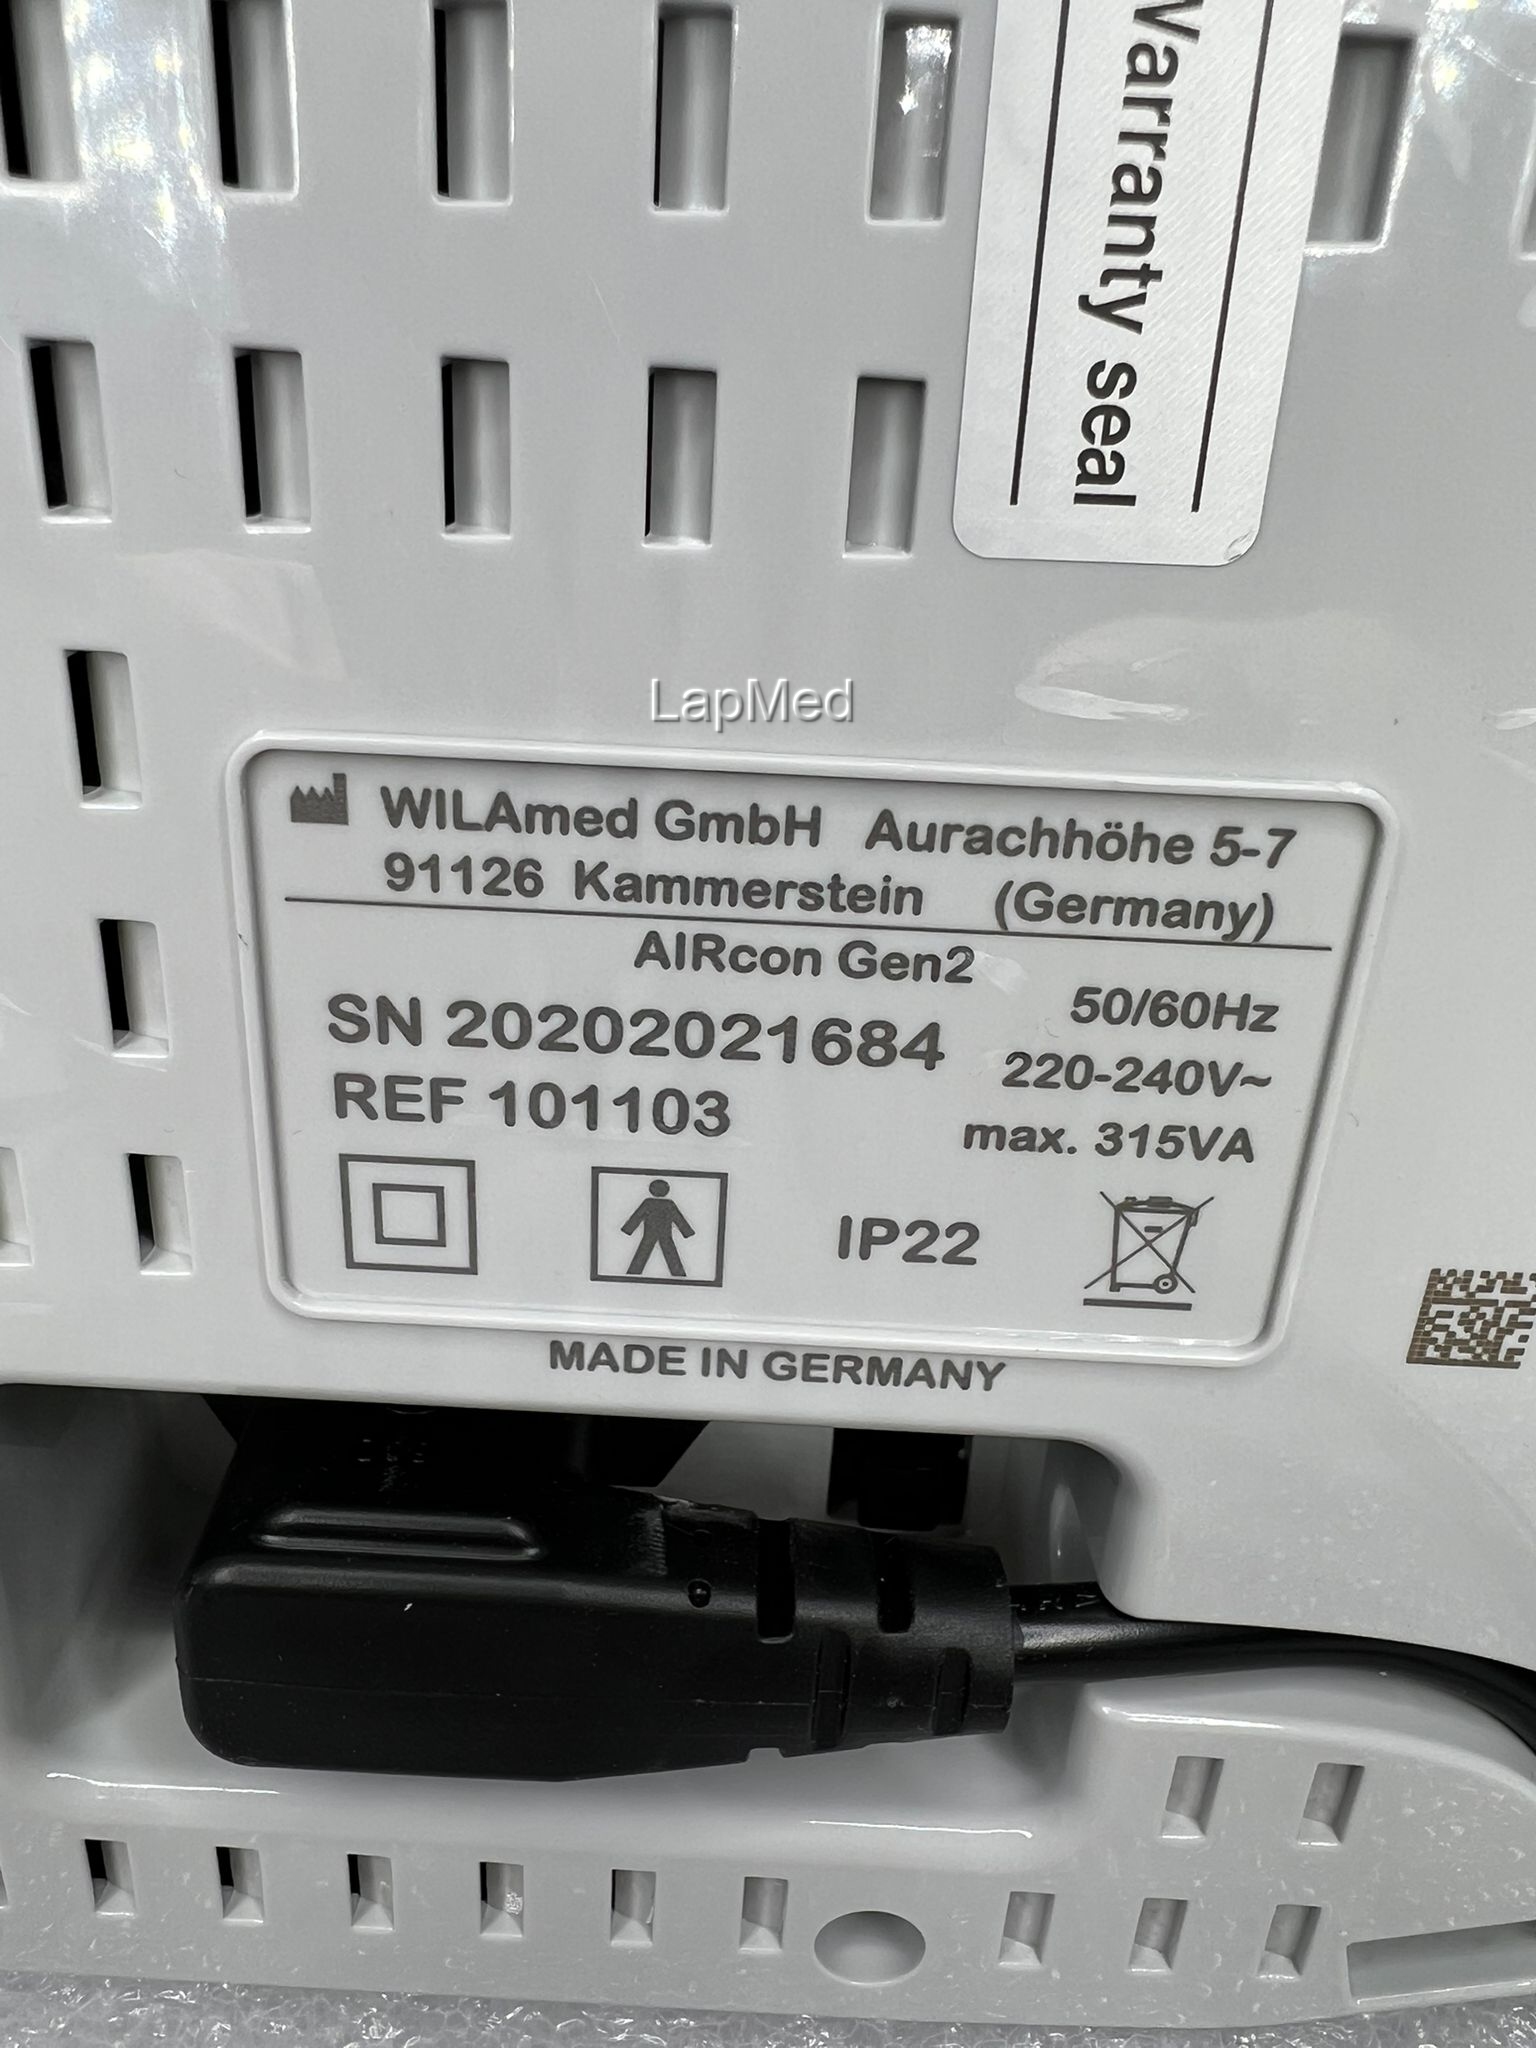 Warranty seal
LapMed
WILAmed GmbH Aurachhöhe 5-7
91126 Kammerstein (Germany)
AIRcon Gen2
50/60Hz
SN 20202021684
220-240V~
REF 101103
max. 315VA
IP22
MADE IN GERMANY